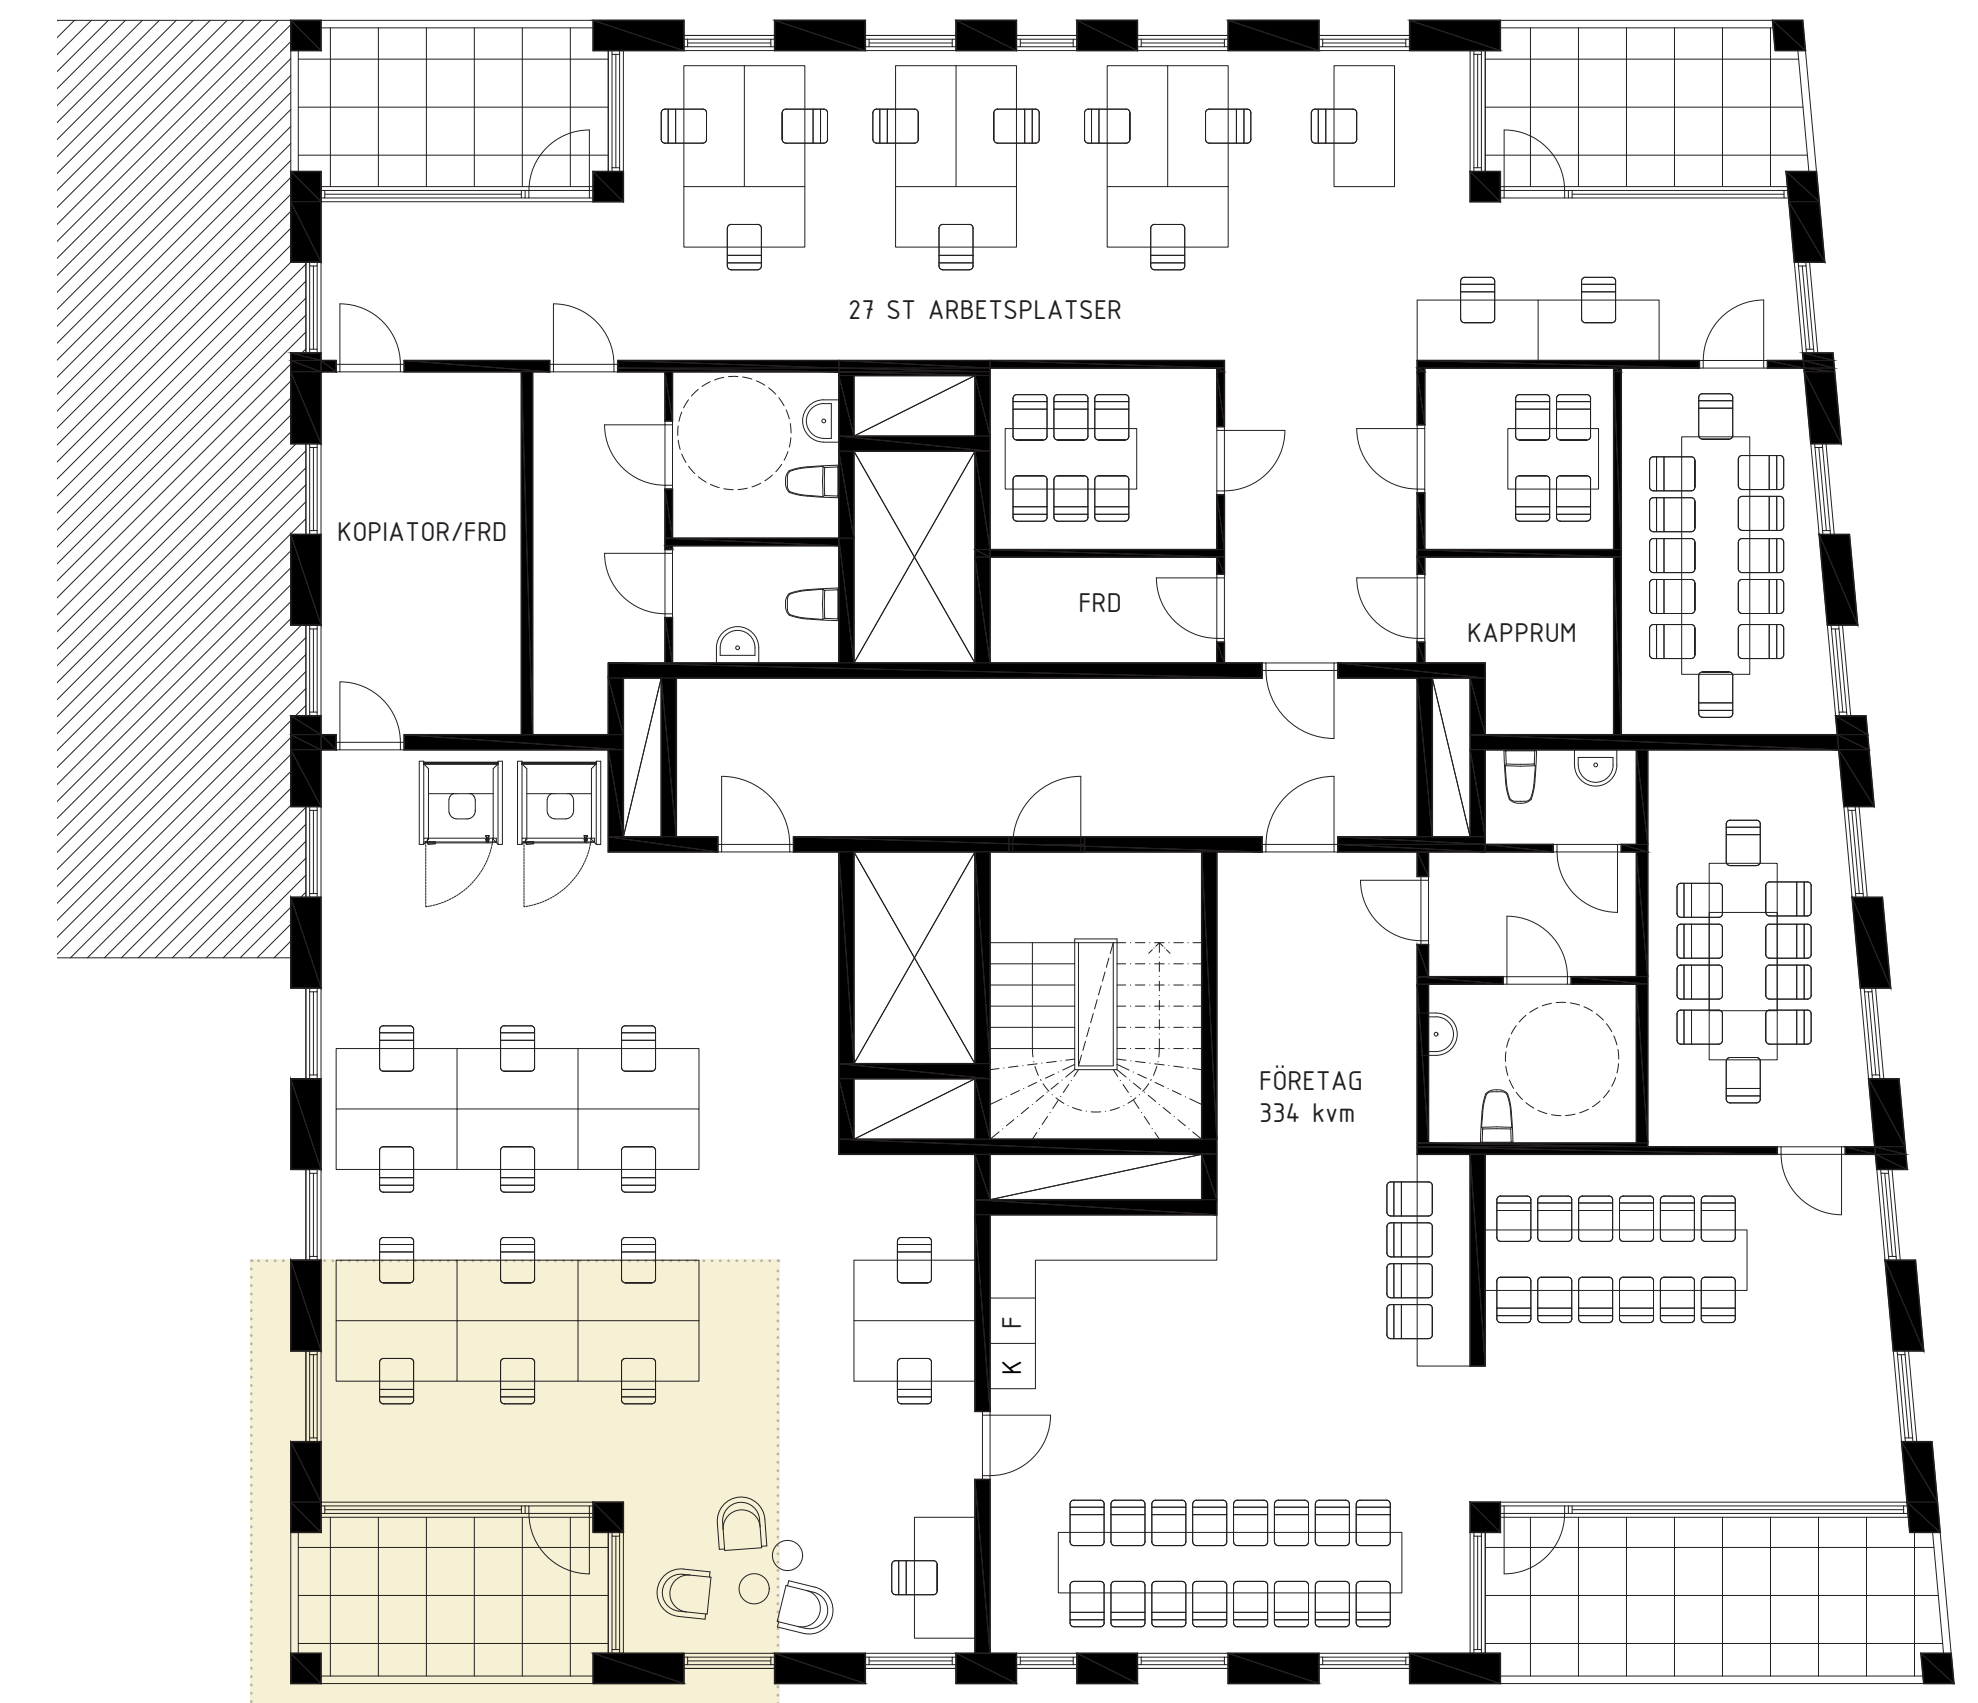 27 ST ARBETSPLATSER
KOPIATOR/FRD
FRD
KAPPRUM
FÖRETAG
334 kvm
F
K